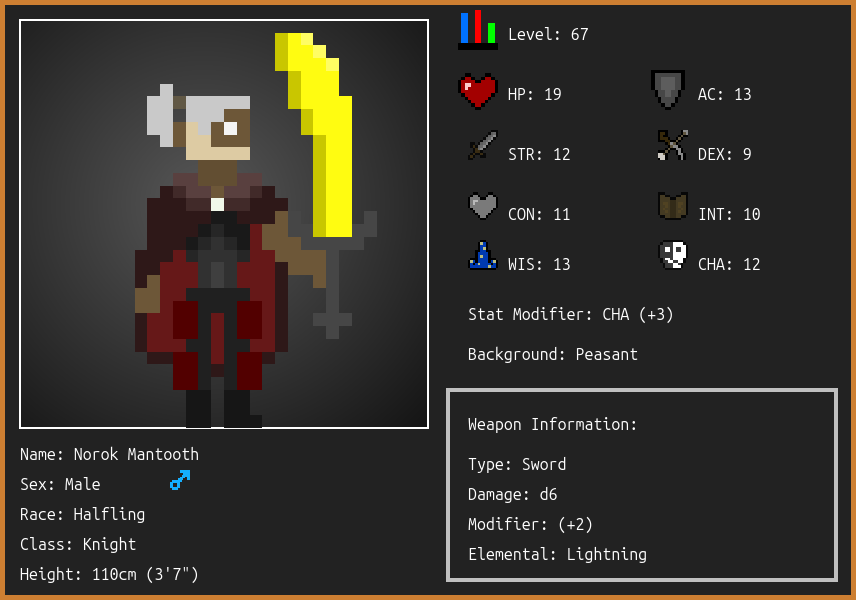 Level: 67
HP: 19
AC: 13
STR: 12
DEX: 9
CON: 11
INT: 10
WIS: 13
CHA: 12
Stat Modifier: CHA (+3)
Background: Peasant
Weapon Information:
Type: Sword
Damage: d6
Modifier: (+2)
Elemental: Lightning
Name: Norok Mantooth
Sex: Male
Race: Halfling
Class: Knight
Height: 110cm (3'7")